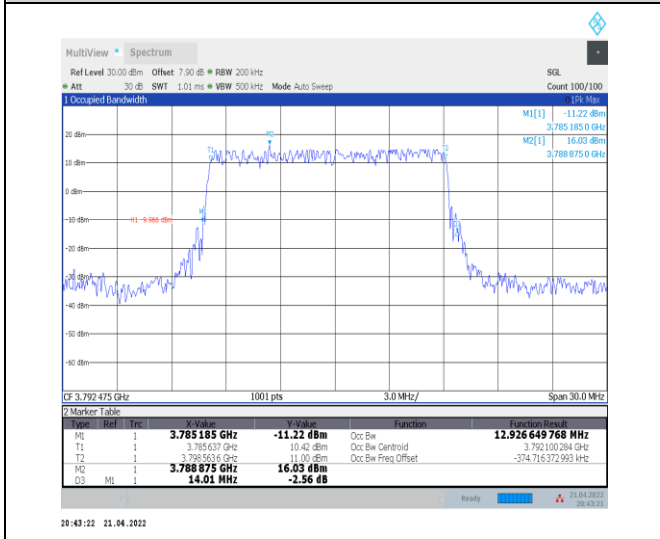 MultiView Spectrum
Ref Level 30.00 dBm Offset 7.90 dB RBW 200 kHz SGL
Att 30 dB SWT 1.01 ms VBW 500 kHz Mode Auto Sweep Count 100/100
1 Occupied Bandwidth 1Pk Max
M1[1] -11.22 dBm
3.785 185 0 GHz
20 dBm M2 M2[1] 16.03 dBm
3.788 875 0 GHz
T1 T2
10 dBm
0 dBm
M1
-10 dBm H1 -9.966 dBm D3
-20 dBm
-30 dBm
-40 dBm
-50 dBm
-60 dBm
CF 3.792 475 GHz 1001 pts 3.0 MHz/ Span 30.0 MHz
2 Marker Table
Type Ref Trc X-Value Y-Value Function Function Result
M1 1 3.785 185 GHz -11.22 dBm Occ Bw 12.926 649 768 MHz
T1 1 3.785 637 GHz 10.42 dBm Occ Bw Centroid 3.792 100 284 GHz
T2 1 3.798 563 6 GHz 11.00 dBm Occ Bw Freq Offset -374.716 372 993 kHz
M2 1 3.788 875 GHz 16.03 dBm
D3 M1 1 14.01 MHz -2.56 dB
Ready 21.04.2022
20:43:21
20:43:22 21.04.2022